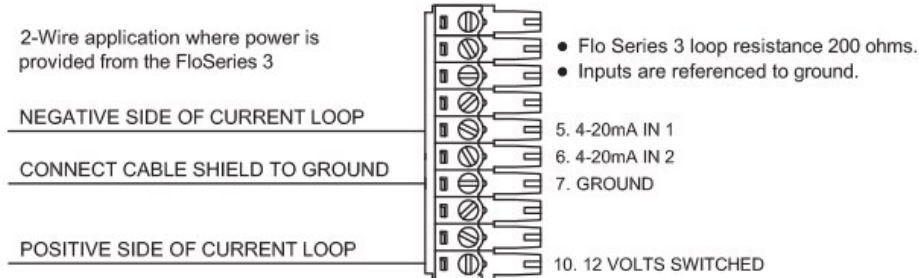 2-Wire application where power is
provided from the FloSeries 3
● Flo Series 3 loop resistance 200 ohms.
● Inputs are referenced to ground.
NEGATIVE SIDE OF CURRENT LOOP
5. 4-20mA IN 1
6. 4-20mA IN 2
CONNECT CABLE SHIELD TO GROUND
7. GROUND
POSITIVE SIDE OF CURRENT LOOP
10. 12 VOLTS SWITCHED